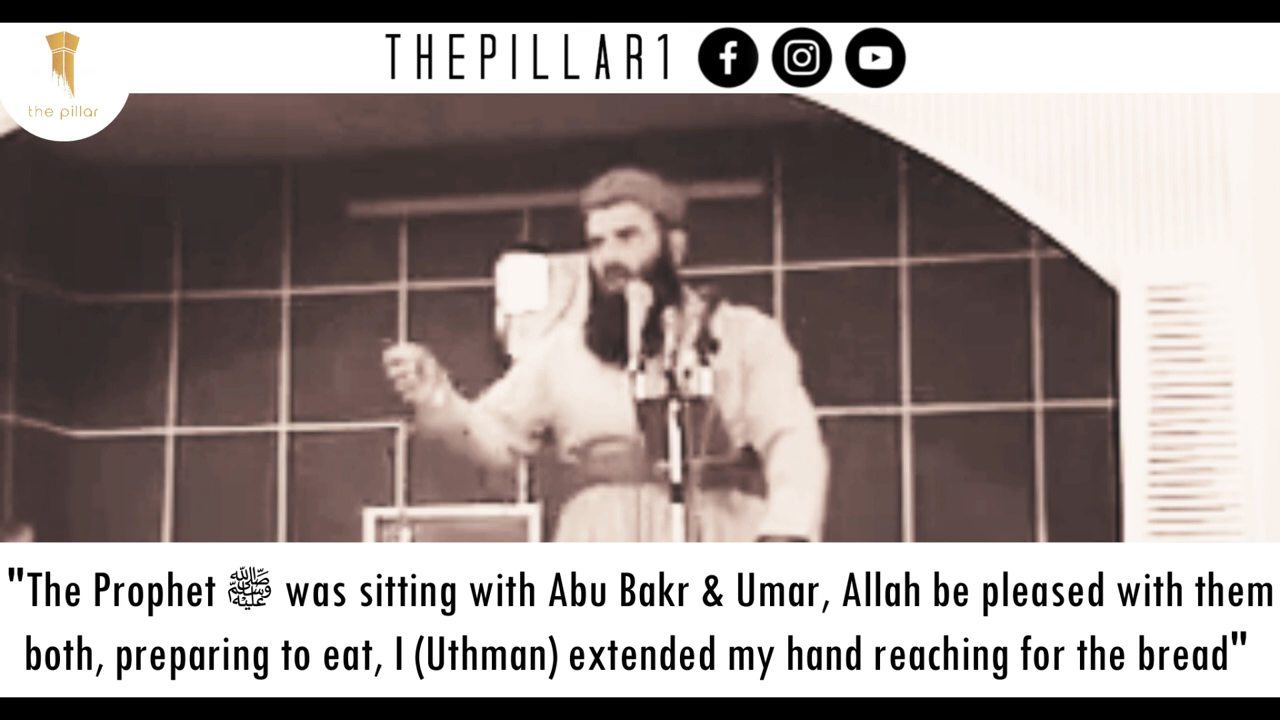 the pillar
THEPILLAR1
"The Prophet ﷺ was sitting with Abu Bakr & Umar, Allah be pleased with them
both, preparing to eat, I (Uthman) extended my hand reaching for the bread"